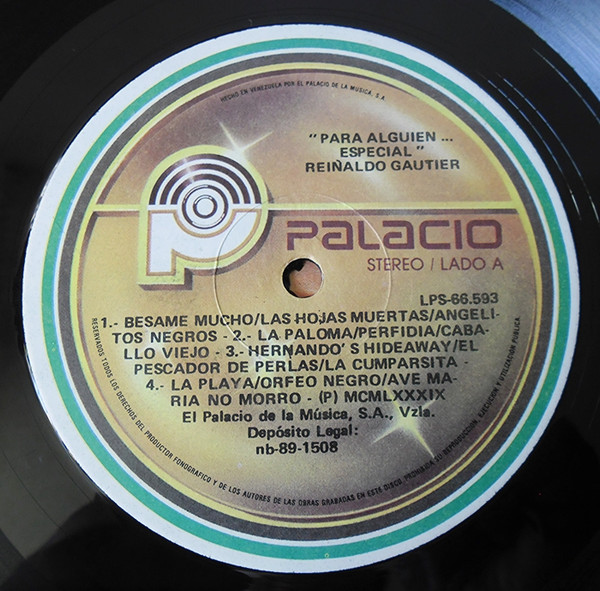 HECHO EN VENEZUELA POR EL PALACIO DE LA MUSICA, S.A.
"PARA ALGUIEN ...
ESPECIAL"
REIÑALDO GAUTIER
PALACIO
STEREO / LADO A
LPS-66.593
1.- BESAME MUCHO/LAS HOJAS MUERTAS/ANGELI-
TOS NEGROS - 2.- LA PALOMA/PERFIDIA/CABA-
LLO VIEJO - 3.- HERNANDO'S HIDEAWAY/EL
PESCADOR DE PERLAS/LA CUMPARSITA -
4.- LA PLAYA/ORFEO NEGRO/AVE MA-
RIA NO MORRO - (P) MCMLXXXIX
El Palacio de la Música, S.A., Vzla.
Depósito Legal:
nb-89-1508
RESERVADOS TODOS LOS DERECHOS DEL PRODUCTOR FONOGRAFICO Y DE LOS AUTORES DE LAS OBRAS GRABADAS EN ESTE DISCO. PROHIBIDA SU REPRODUCCION, EJECUCION Y UTILIZACION PUBLICA.